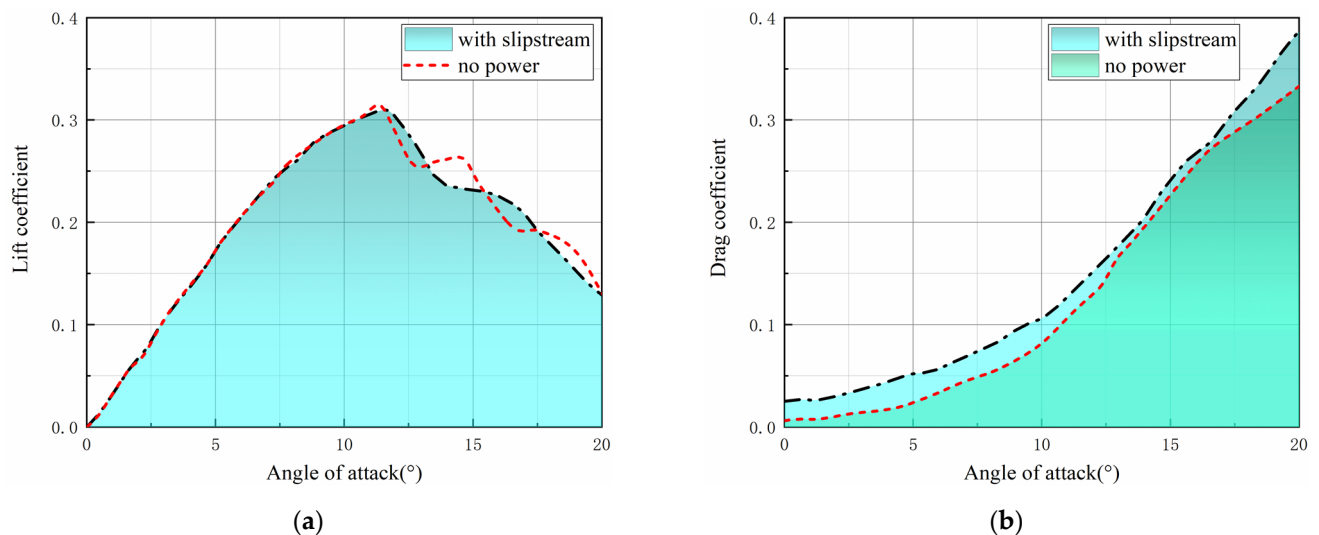 0.4
0.3
0.2
0.1
0.0
Lift coefficient
with slipstream
no power
0 5 10 15 20
Angle of attack(°)
(a)
0.4
0.3
0.2
0.1
0.0
Drag coefficient
with slipstream
no power
0 5 10 15 20
Angle of attack(°)
(b)